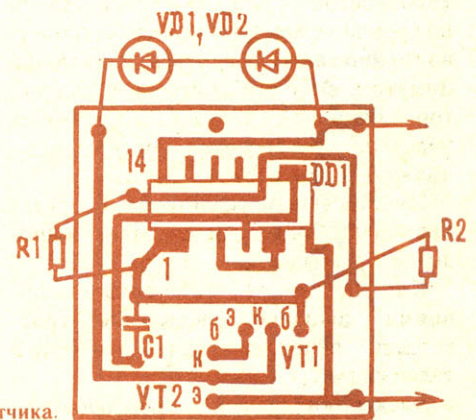 VD1, VD2
14
DD1
R1
R2
1
C1
б э к б
к
VT1
VT2 э
тчика.